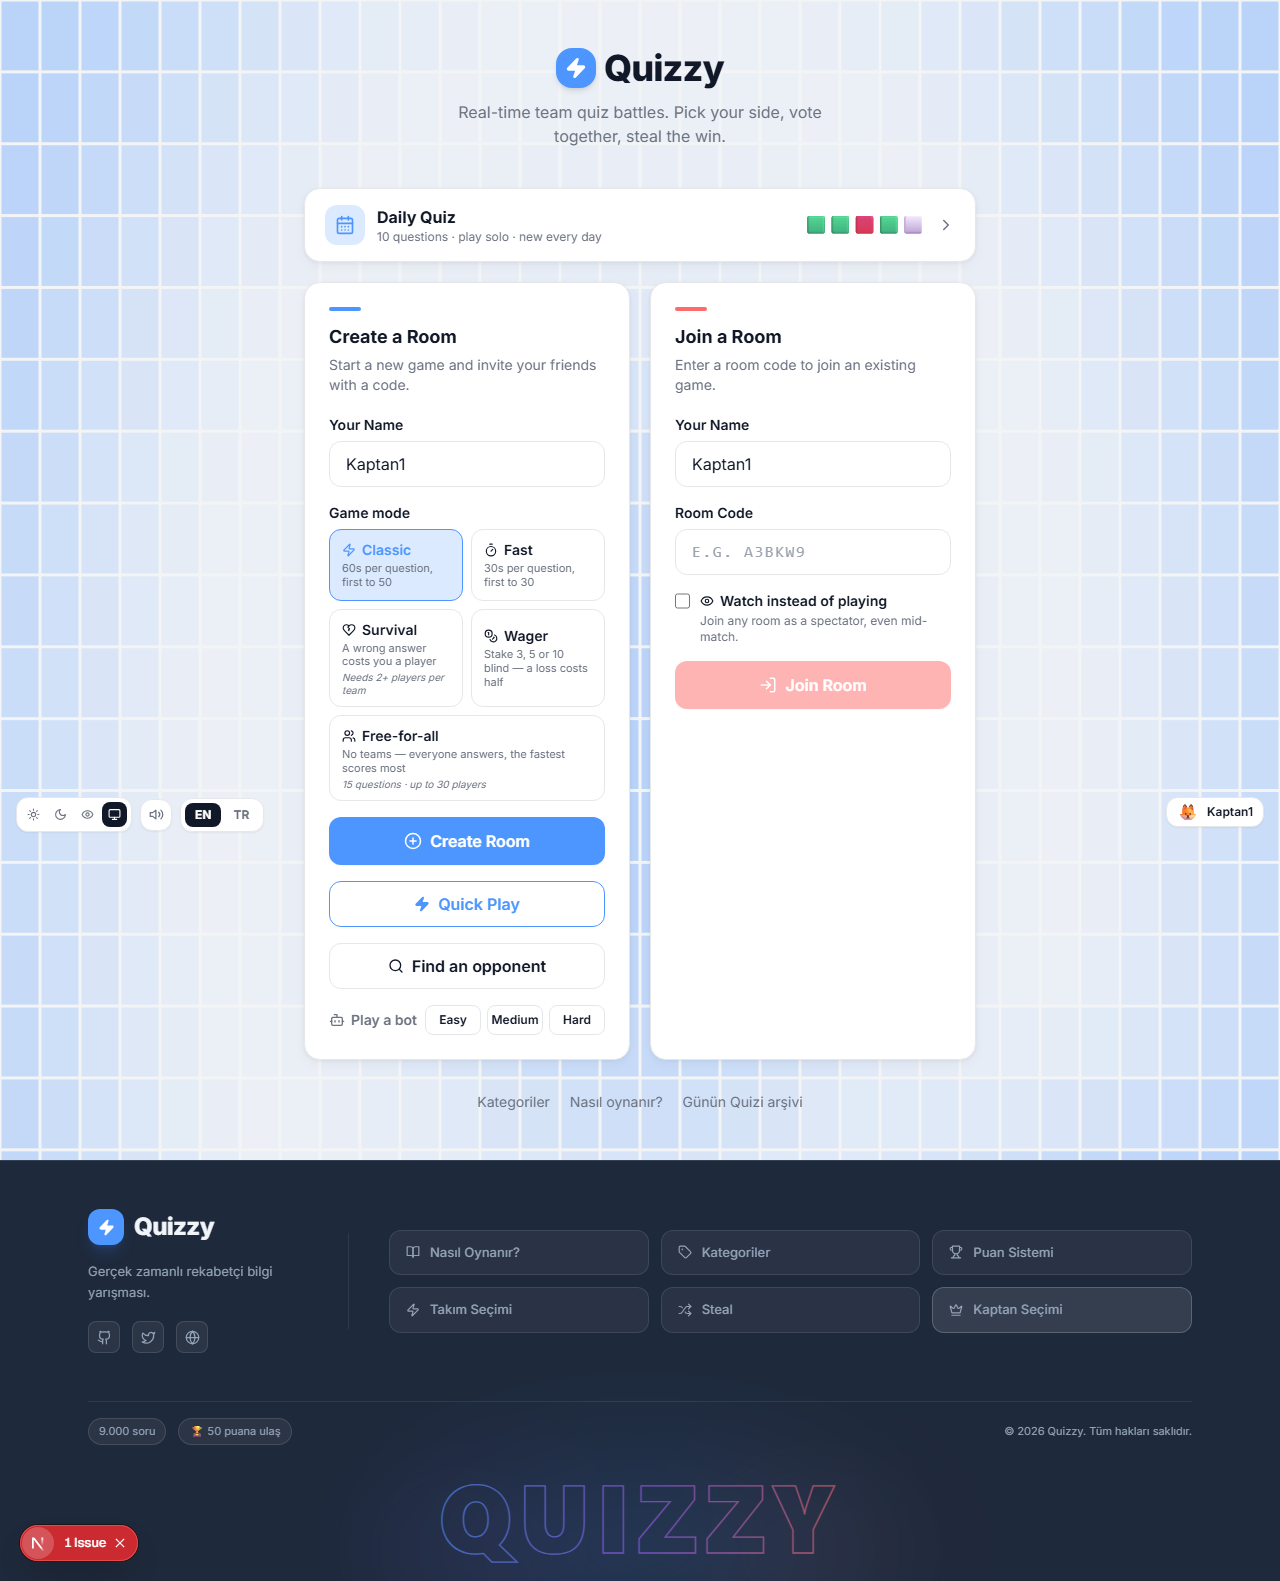 Quizzy
Real-time team quiz battles. Pick your side, vote
together, steal the win.
Daily Quiz
10 questions · play solo · new every day
Create a Room
Start a new game and invite your friends
with a code.
Your Name
Kaptan1
Game mode
Classic
60s per question,
first to 50
Fast
30s per question,
first to 30
Survival
A wrong answer
costs you a player
Needs 2+ players per
team
Wager
Stake 3, 5 or 10
blind — a loss costs
half
Free-for-all
No teams — everyone answers, the fastest
scores most
15 questions · up to 30 players
Create Room
Quick Play
Find an opponent
Play a bot
Easy
Medium
Hard
Join a Room
Enter a room code to join an existing
game.
Your Name
Kaptan1
Room Code
E.G. A3BKW9
Watch instead of playing
Join any room as a spectator, even mid-
match.
Join Room
EN
TR
Kaptan1
Kategoriler
Nasıl oynanır?
Günün Quizi arşivi
Quizzy
Gerçek zamanlı rekabetçi bilgi
yarışması.
Nasıl Oynanır?
Kategoriler
Puan Sistemi
Takım Seçimi
Steal
Kaptan Seçimi
9.000 soru
50 puana ulaş
© 2026 Quizzy. Tüm hakları saklıdır.
QUIZZY
N
1 Issue